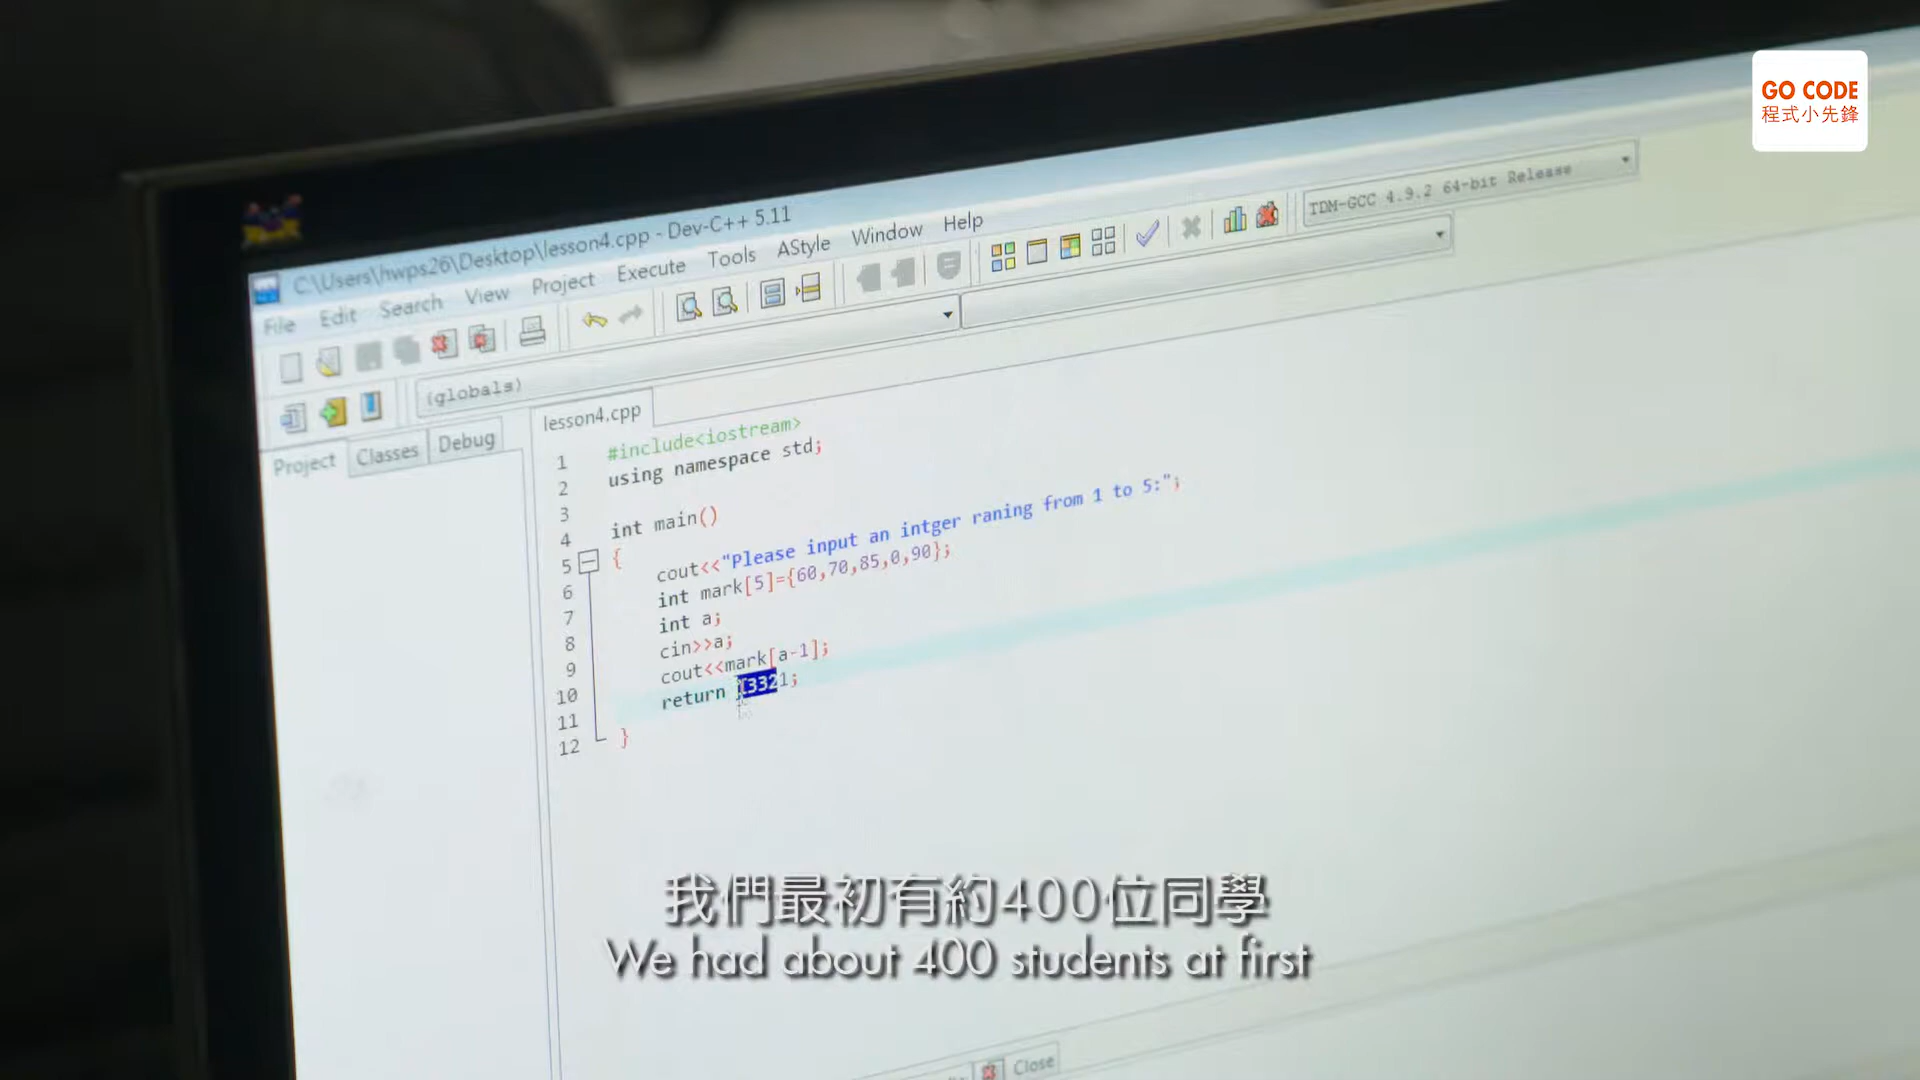 GO CODE
程式小先鋒
C:\Users\hwps26\Desktop\lesson4.cpp - Dev-C++ 5.11
File Edit Search View Project Execute Tools AStyle Window Help
TDM-GCC 4.9.2 64-bit Release
(globals)
Project Classes Debug
lesson4.cpp
1 #include<iostream>
2 using namespace std;
3
4 int main()
5 {
6 cout<<"Please input an intger raning from 1 to 5:";
7 int mark[5]={60,70,85,0,90};
8 int a;
9 cin>>a;
10 cout<<mark[a-1];
11 return 3321;
12 }
我們最初有約400位同學
We had about 400 students at first
Close